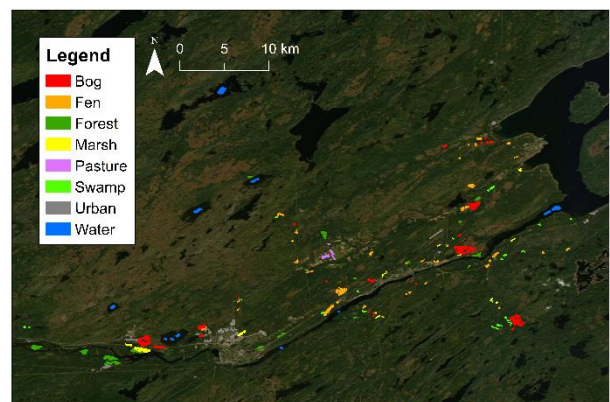 Legend
Bog
Fen
Forest
Marsh
Pasture
Swamp
Urban
Water
N
0 5 10 km